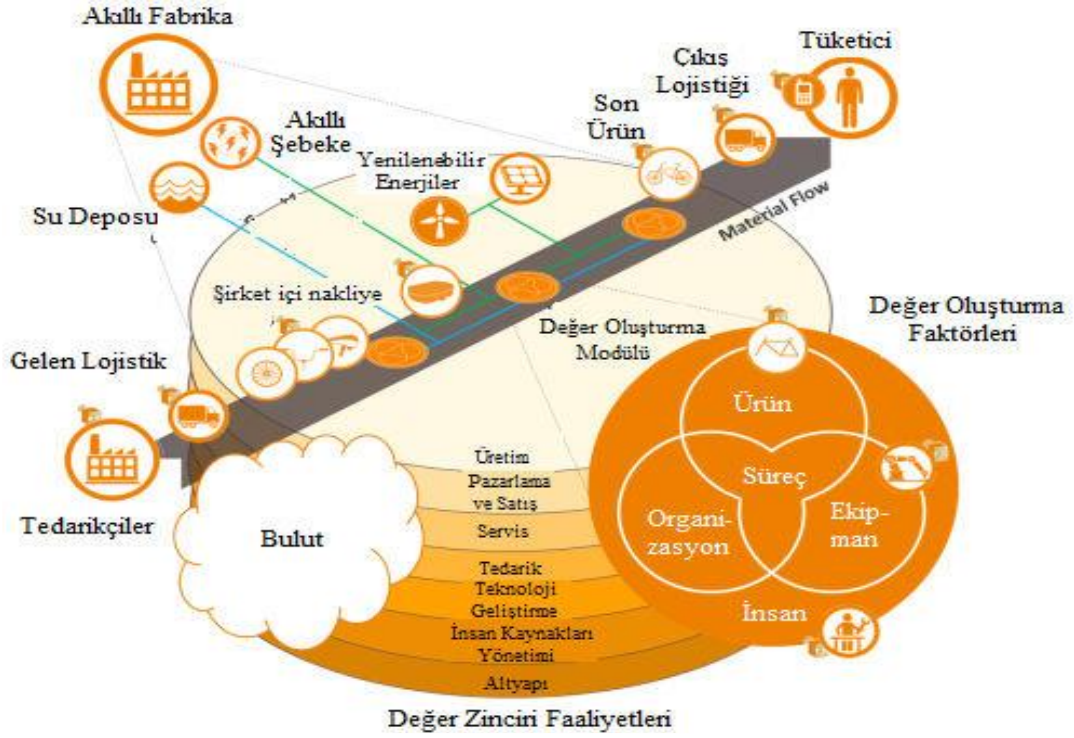 Akıllı Fabrika
Tüketici
Çıkış
Lojistiği
Son
Ürün
Akıllı
Şebeke
Yenilenebilir
Enerjiler
Su Deposu
Material Flow
Şirket içi nakliye
Değer Oluşturma
Modülü
Değer Oluşturma
Faktörleri
Gelen Lojistik
Tedarikçiler
Bulut
Üretim
Pazarlama
ve Satış
Servis
Tedarik
Teknoloji
Geliştirme
İnsan Kaynakları
Yönetimi
Altyapı
Ürün
Süreç
Organi-
zasyon
Ekip-
man
İnsan
Değer Zinciri Faaliyetleri